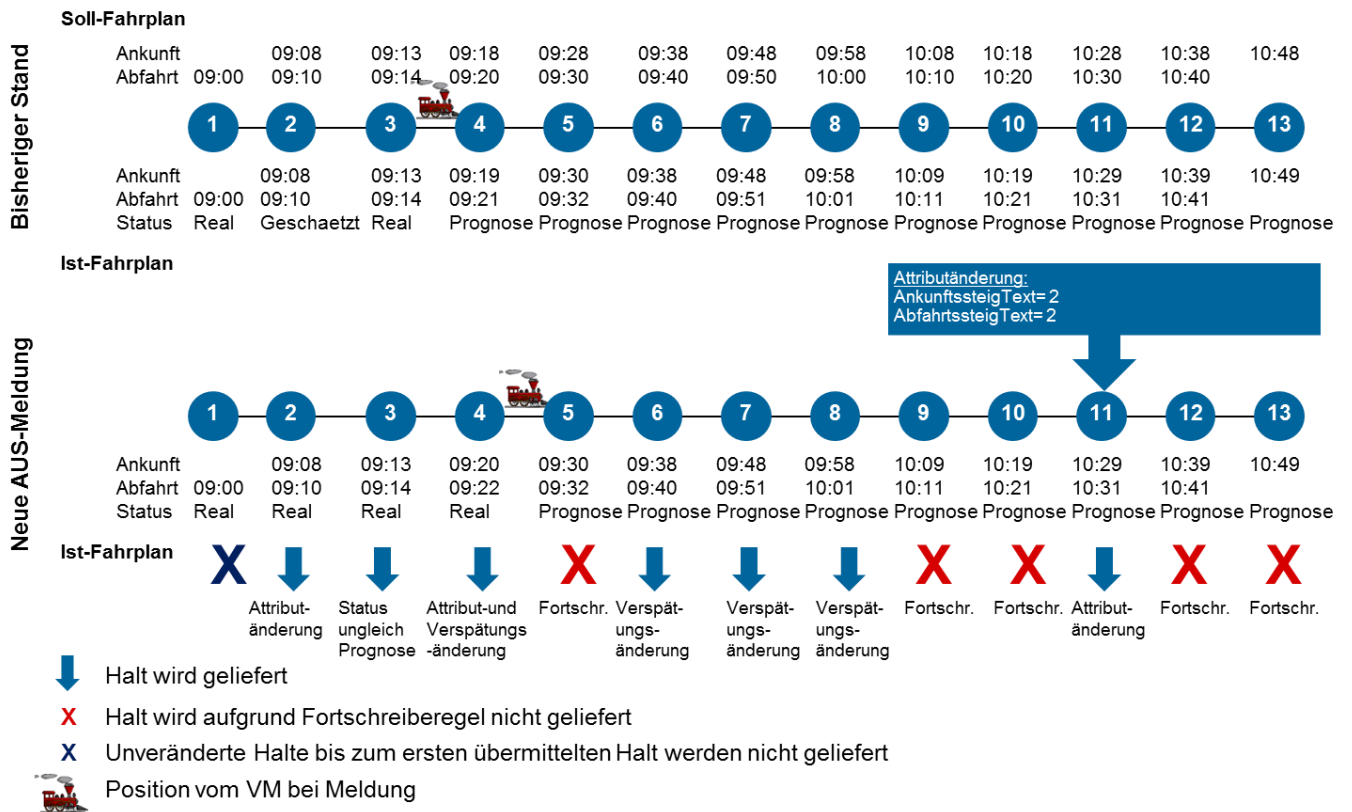 Soll-Fahrplan
Bisheriger Stand
Ankunft 09:08 09:13 09:18 09:28 09:38 09:48 09:58 10:08 10:18 10:28 10:38 10:48
Abfahrt 09:00 09:10 09:14 09:20 09:30 09:40 09:50 10:00 10:10 10:20 10:30 10:40
1 2 3 4 5 6 7 8 9 10 11 12 13
Ankunft 09:08 09:13 09:19 09:30 09:38 09:48 09:58 10:09 10:19 10:29 10:39 10:49
Abfahrt 09:00 09:10 09:14 09:21 09:32 09:40 09:51 10:01 10:11 10:21 10:31 10:41
Status Real Geschaetzt Real Prognose Prognose Prognose Prognose Prognose Prognose Prognose Prognose Prognose Prognose
Ist-Fahrplan
Attributänderung:
AnkunftssteigText= 2
AbfahrtssteigText= 2
Neue AUS-Meldung
1 2 3 4 5 6 7 8 9 10 11 12 13
Ankunft 09:08 09:13 09:20 09:30 09:38 09:48 09:58 10:09 10:19 10:29 10:39 10:49
Abfahrt 09:00 09:10 09:14 09:22 09:32 09:40 09:51 10:01 10:11 10:21 10:31 10:41
Status Real Real Real Real Prognose Prognose Prognose Prognose Prognose Prognose Prognose Prognose Prognose
Ist-Fahrplan X X X X X X
Attribut-
änderung
Status
ungleich
Prognose
Attribut-und
Verspätungs
-änderung
Fortschr.
Verspät-
ungs-
änderung
Verspät-
ungs-
änderung
Verspät-
ungs-
änderung
Fortschr.
Fortschr.
Attribut-
änderung
Fortschr.
Fortschr.
Halt wird geliefert
X Halt wird aufgrund Fortschreiberegel nicht geliefert
X Unveränderte Halte bis zum ersten übermittelten Halt werden nicht geliefert
Position vom VM bei Meldung